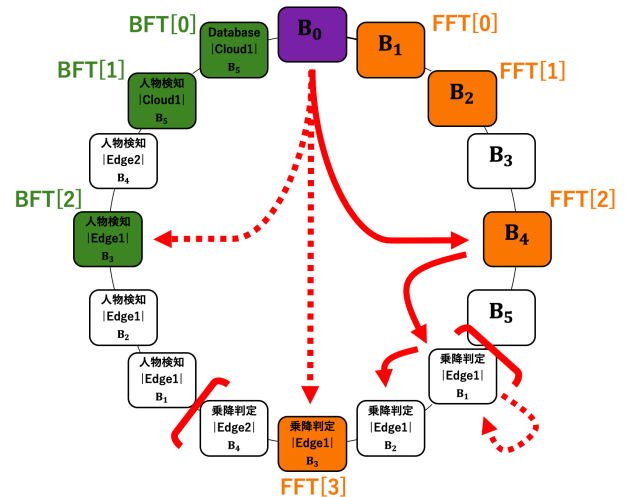 BFT[0]
Database
|Cloud1|
B₅
B₀
B₁
FFT[0]
BFT[1]
人物検知
|Cloud1|
B₅
B₂
FFT[1]
人物検知
|Edge2|
B₄
B₃
BFT[2]
人物検知
|Edge1|
B₃
B₄
FFT[2]
人物検知
|Edge1|
B₂
B₅
人物検知
|Edge1|
B₁
乗降判定
|Edge1|
B₁
乗降判定
|Edge2|
B₄
乗降判定
|Edge1|
B₃
乗降判定
|Edge1|
B₂
FFT[3]